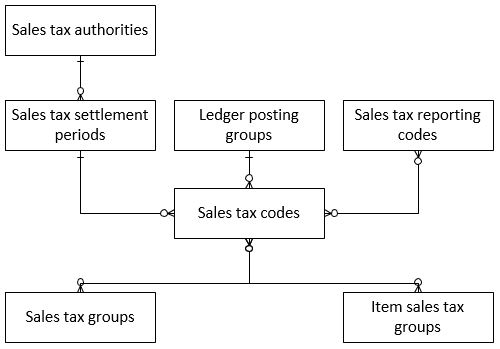 Sales tax authorities
Sales tax settlement
periods
Ledger posting
groups
Sales tax reporting
codes
Sales tax codes
Sales tax groups
Item sales tax
groups